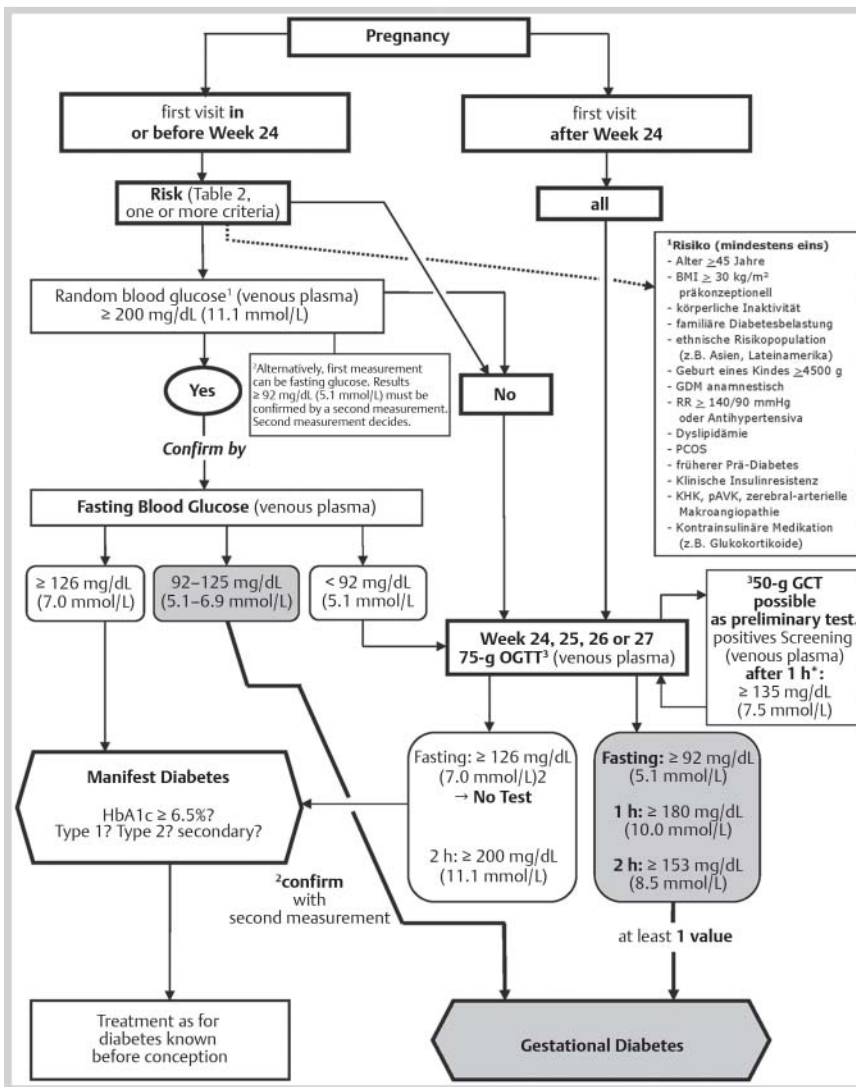 Pregnancy
first visit in
or before Week 24
first visit
after Week 24
Risk (Table 2,
one or more criteria)
all
¹Risiko (mindestens eins)
- Alter ≥45 Jahre
- BMI ≥ 30 kg/m²
präkonzeptionell
- körperliche Inaktivität
- familiäre Diabetesbelastung
- ethnische Risikopopulation
(z.B. Asien, Lateinamerika)
- Geburt eines Kindes ≥4500 g
- GDM anamnestisch
- RR ≥ 140/90 mmHg
oder Antihypertensiva
- Dyslipidämie
- PCOS
- früherer Prä-Diabetes
- Klinische Insulinresistenz
- KHK, pAVK, zerebral-arterielle
Makroangiopathie
- Kontrainsulinäre Medikation
(z.B. Glukokortikoide)
Random blood glucose¹ (venous plasma)
≥ 200 mg/dL (11.1 mmol/L)
²Alternatively, first measurement
can be fasting glucose. Results
≥ 92 mg/dL (5.1 mmol/L) must be
confirmed by a second measurement.
Second measurement decides.
Yes
No
Confirm by
Fasting Blood Glucose (venous plasma)
≥ 126 mg/dL
(7.0 mmol/L)
92–125 mg/dL
(5.1–6.9 mmol/L)
< 92 mg/dL
(5.1 mmol/L
Week 24, 25, 26 or 27
75-g OGTT³ (venous plasma)
³50-g GCT
possible
as preliminary test.
positives Screening
(venous plasma)
after 1 h*:
≥ 135 mg/dL
(7.5 mmol/L)
Manifest Diabetes
HbA1c ≥ 6.5%?
Type 1? Type 2? secondary?
Fasting: ≥ 126 mg/dL
(7.0 mmol/L)2
→ No Test
2 h: ≥ 200 mg/dL
(11.1 mmol/L)
Fasting: ≥ 92 mg/dL
(5.1 mmol/L)
1 h: ≥ 180 mg/dL
(10.0 mmol/L)
2 h: ≥ 153 mg/dL
(8.5 mmol/L)
²confirm
with
second measurement
at least 1 value
Treatment as for
diabetes known
before conception
Gestational Diabetes